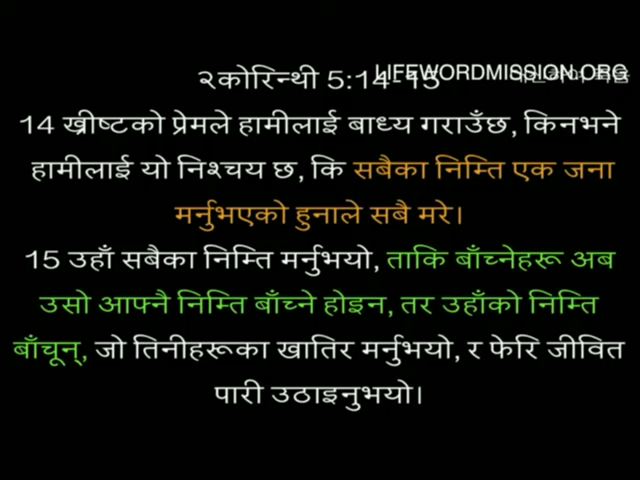 LIFEWORDMISSION.ORG
२कोरिन्थी 5:14-15
14 ख्रीष्टको प्रेमले हामीलाई बाध्य गराउँछ, किनभने
हामीलाई यो निश्चय छ, कि सबैका निम्ति एक जना
मर्नुभएको हुनाले सबै मरे।
15 उहाँ सबैका निम्ति मर्नुभयो, ताकि बाँच्नेहरू अब
उसो आफ्नै निम्ति बाँच्ने होइन, तर उहाँको निम्ति
बाँचून्, जो तिनीहरूका खातिर मर्नुभयो, र फेरि जीवित
पारी उठाइनुभयो।